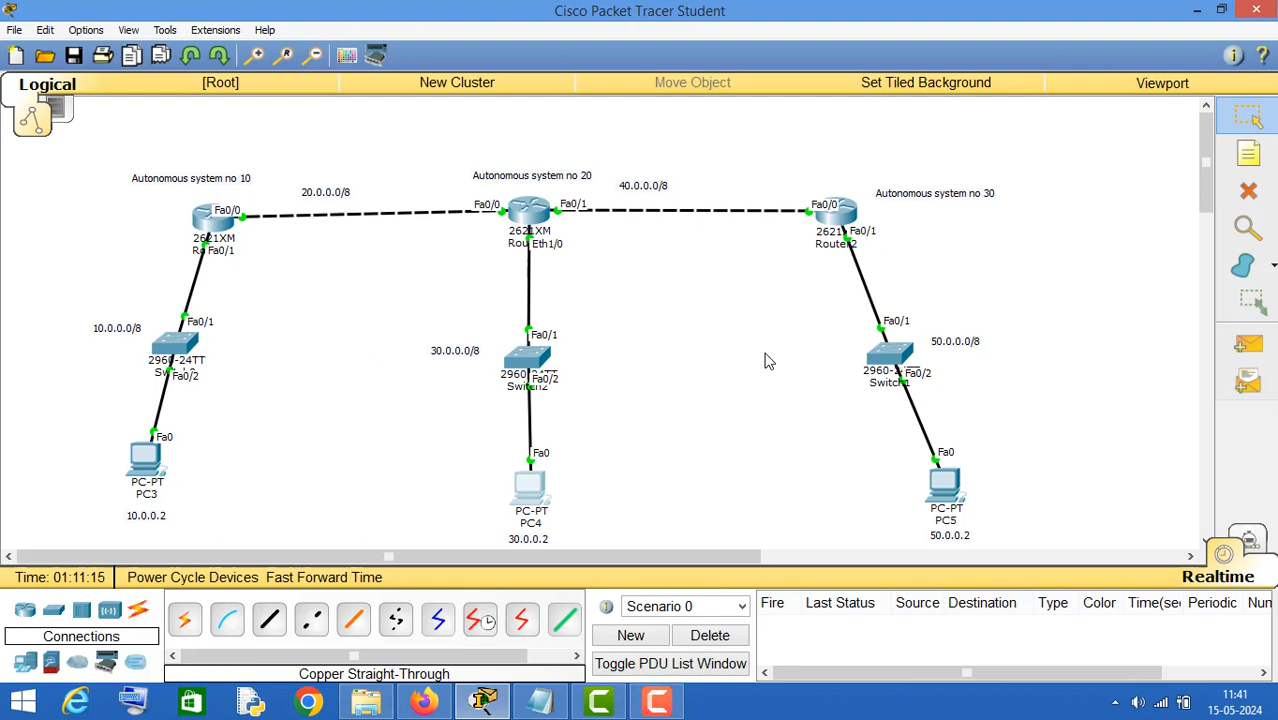 Cisco Packet Tracer Student
File Edit Options View Tools Extensions Help
Logical [Root] New Cluster Move Object Set Tiled Background Viewport
Autonomous system no 10
20.0.0.0/8
Autonomous system no 20
40.0.0.0/8
Autonomous system no 30
Fa0/0
Fa0/0
Fa0/1
Fa0/0
2621XM
Fa0/1
2621XM
Eth1/0
Fa0/1
Router2
10.0.0.0/8
Fa0/1
30.0.0.0/8
Fa0/1
Fa0/1
50.0.0.0/8
2960-24TT
Fa0/2
Fa0/2
Switch2
Fa0/2
Switch1
Fa0
PC-PT
PC3
10.0.0.2
Fa0
PC-PT
PC4
30.0.0.2
Fa0
PC-PT
PC5
50.0.0.2
Time: 01:11:15 Power Cycle Devices Fast Forward Time
Realtime
Connections
Copper Straight-Through
Scenario 0
New Delete
Toggle PDU List Window
Fire Last Status Source Destination Type Color Time(sec Periodic Num
11:41
15-05-2024